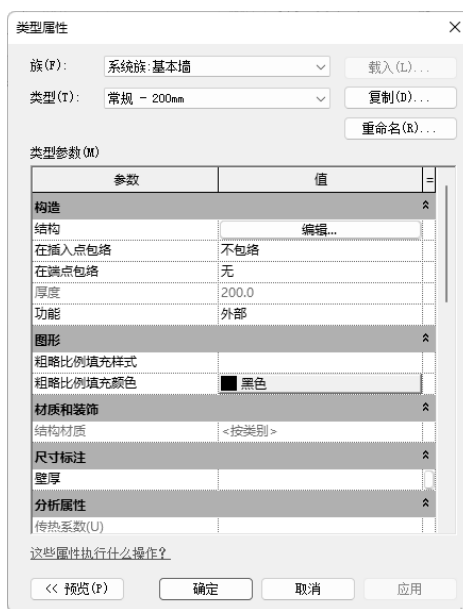 类型属性
族(F): 系统族:基本墙 载入(L)...
类型(T): 常规 - 200mm 复制(D)...
重命名(R)...
类型参数(M)
参数 值 =
构造
结构 编辑...
在插入点包络 不包络
在端点包络 无
厚度 200.0
功能 外部
图形
粗略比例填充样式
粗略比例填充颜色 黑色
材质和装饰
结构材质 <按类别>
尺寸标注
壁厚
分析属性
传热系数(U)
这些属性执行什么操作?
<< 预览(P) 确定 取消 应用